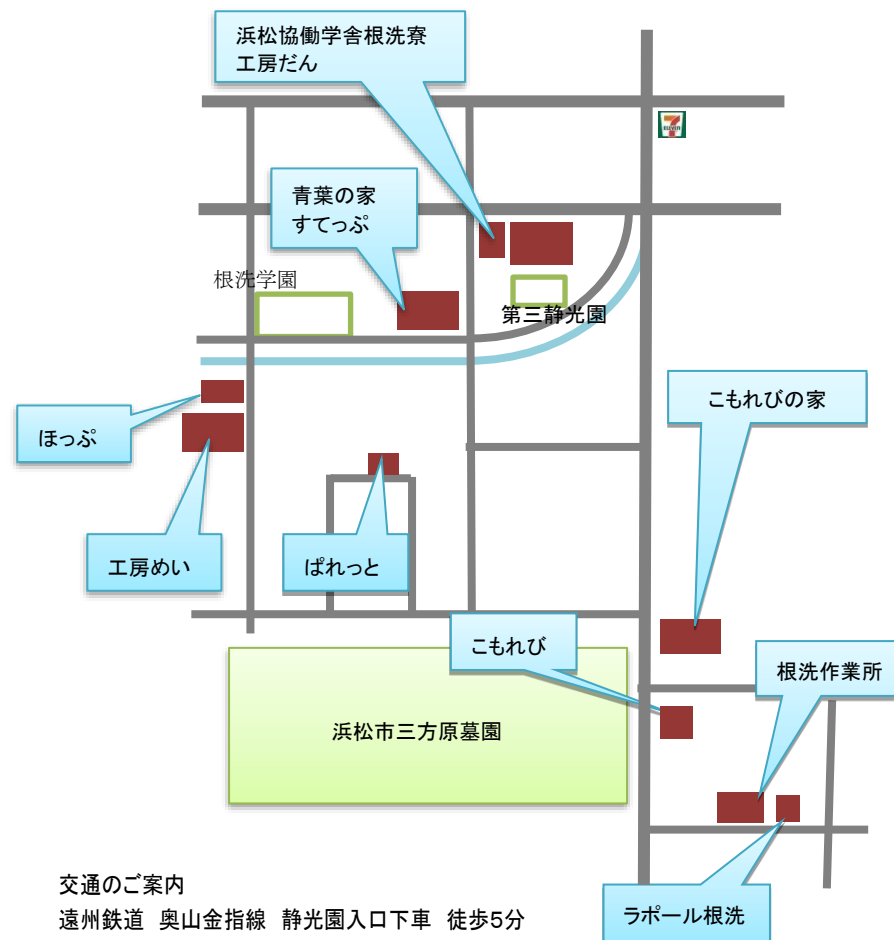 浜松協働学舎根洗寮
工房だん
7
ELEVEN
青葉の家
すてっぷ
根洗学園
第三静光園
こもれびの家
ほっぷ
工房めい
ぱれっと
こもれび
根洗作業所
浜松市三方原墓園
交通のご案内
遠州鉄道 奥山金指線 静光園入口下車 徒歩5分
ラポール根洗